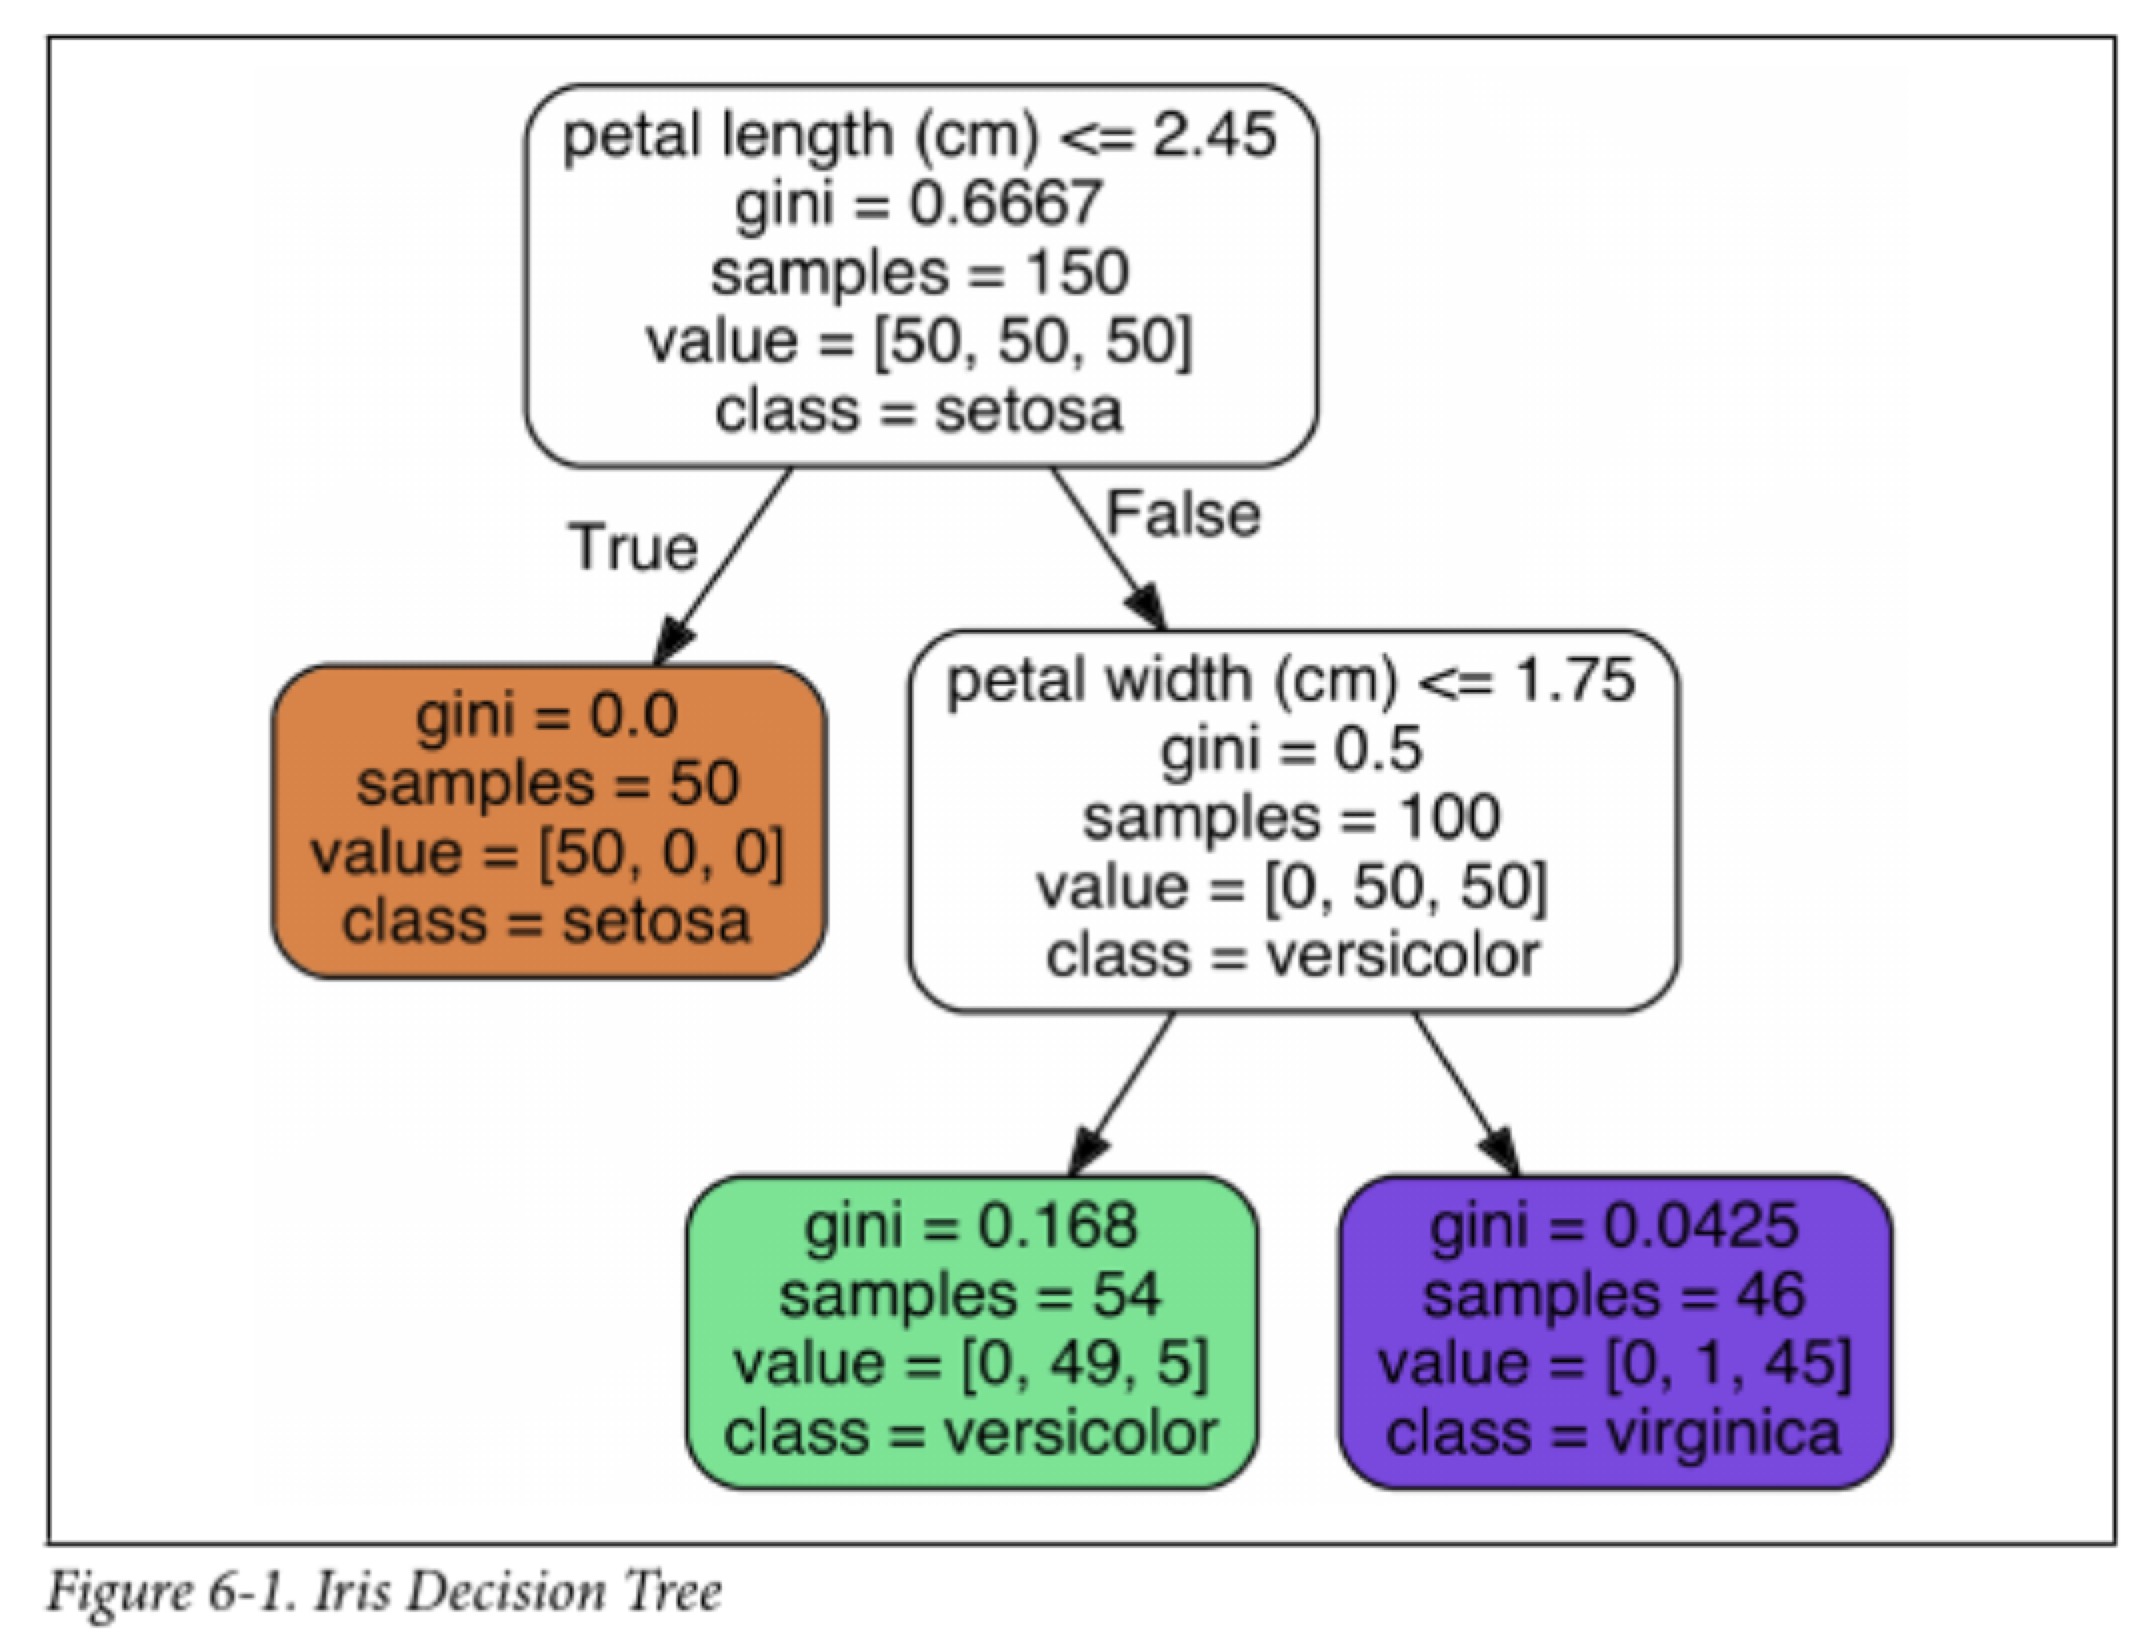 petal length (cm) <= 2.45
gini = 0.6667
samples = 150
value = [50, 50, 50]
class = setosa
True
False
gini = 0.0
samples = 50
value = [50, 0, 0]
class = setosa
petal width (cm) <= 1.75
gini = 0.5
samples = 100
value = [0, 50, 50]
class = versicolor
gini = 0.168
samples = 54
value = [0, 49, 5]
class = versicolor
gini = 0.0425
samples = 46
value = [0, 1, 45]
class = virginica
Figure 6-1. Iris Decision Tree